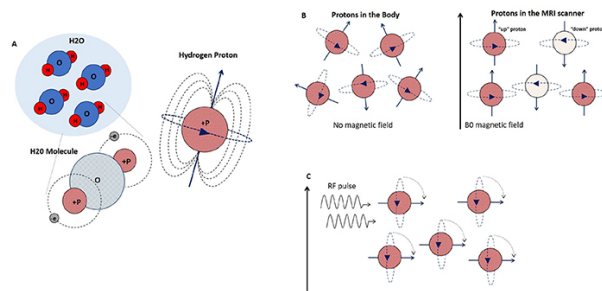 A
H2O
O
H
H
O
H
H
O
H
H
O
H
H
H20 Molecule
e
+P
O
+P
e
Hydrogen Proton
+P
B
Protons in the Body
No magnetic field
Protons in the MRI scanner
"up" proton
"down" prot
B0 magnetic field
C
RF pulse